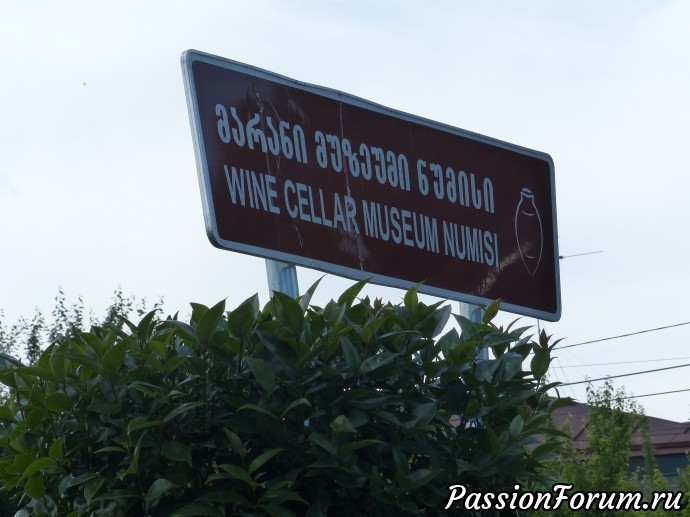 მარანი მუზეუმი ნუმისი
WINE CELLAR MUSEUM NUMISI
PassionForum.ru